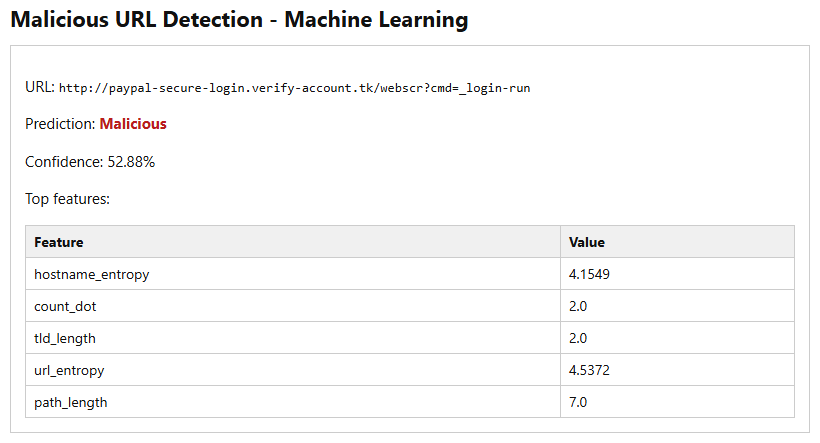 Malicious URL Detection - Machine Learning
URL: http://paypal-secure-login.verify-account.tk/webscr?cmd=_login-run
Prediction: Malicious
Confidence: 52.88%
Top features:
Feature Value
hostname_entropy 4.1549
count_dot 2.0
tld_length 2.0
url_entropy 4.5372
path_length 7.0